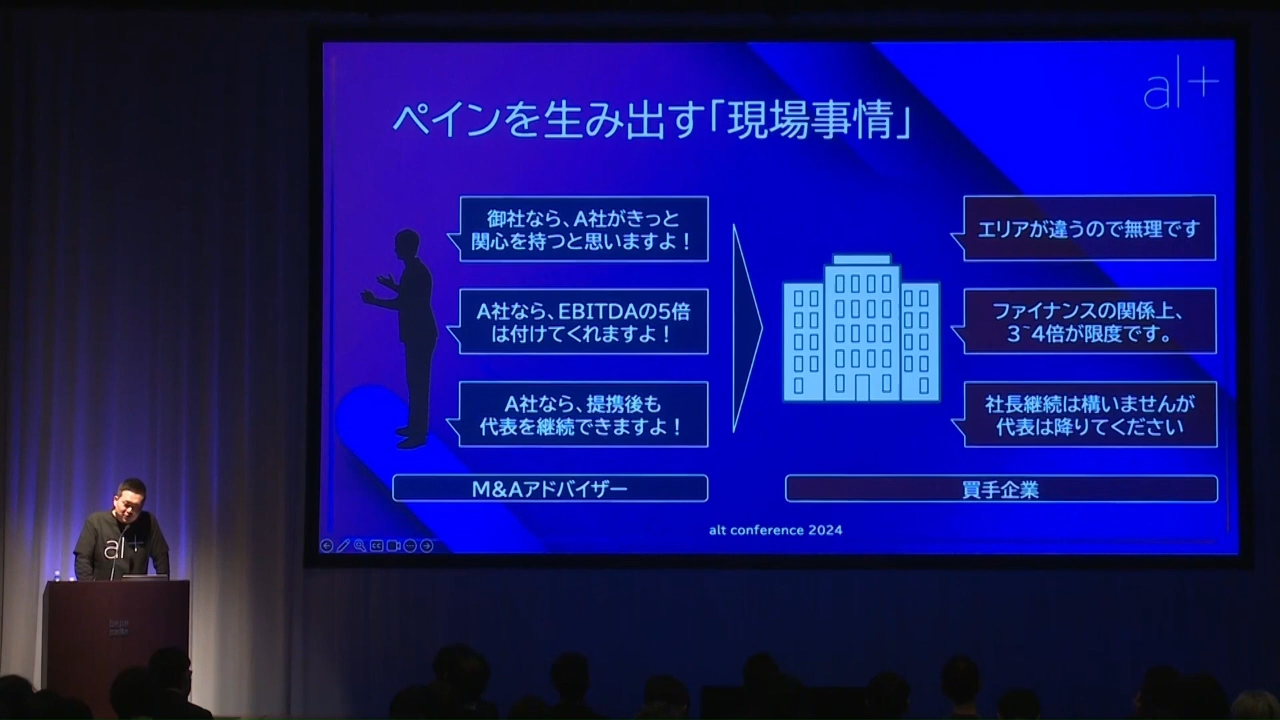 al+
ペインを生み出す「現場事情」
御社なら、A社がきっと
関心を持つと思いますよ！
A社なら、EBITDAの5倍
は付けてくれますよ！
A社なら、提携後も
代表を継続できますよ！
M&Aアドバイザー
エリアが違うので無理です
ファイナンスの関係上、
3~4倍が限度です。
社長継続は構いませんが
代表は降りてください
買手企業
alt conference 2024
CC
al+